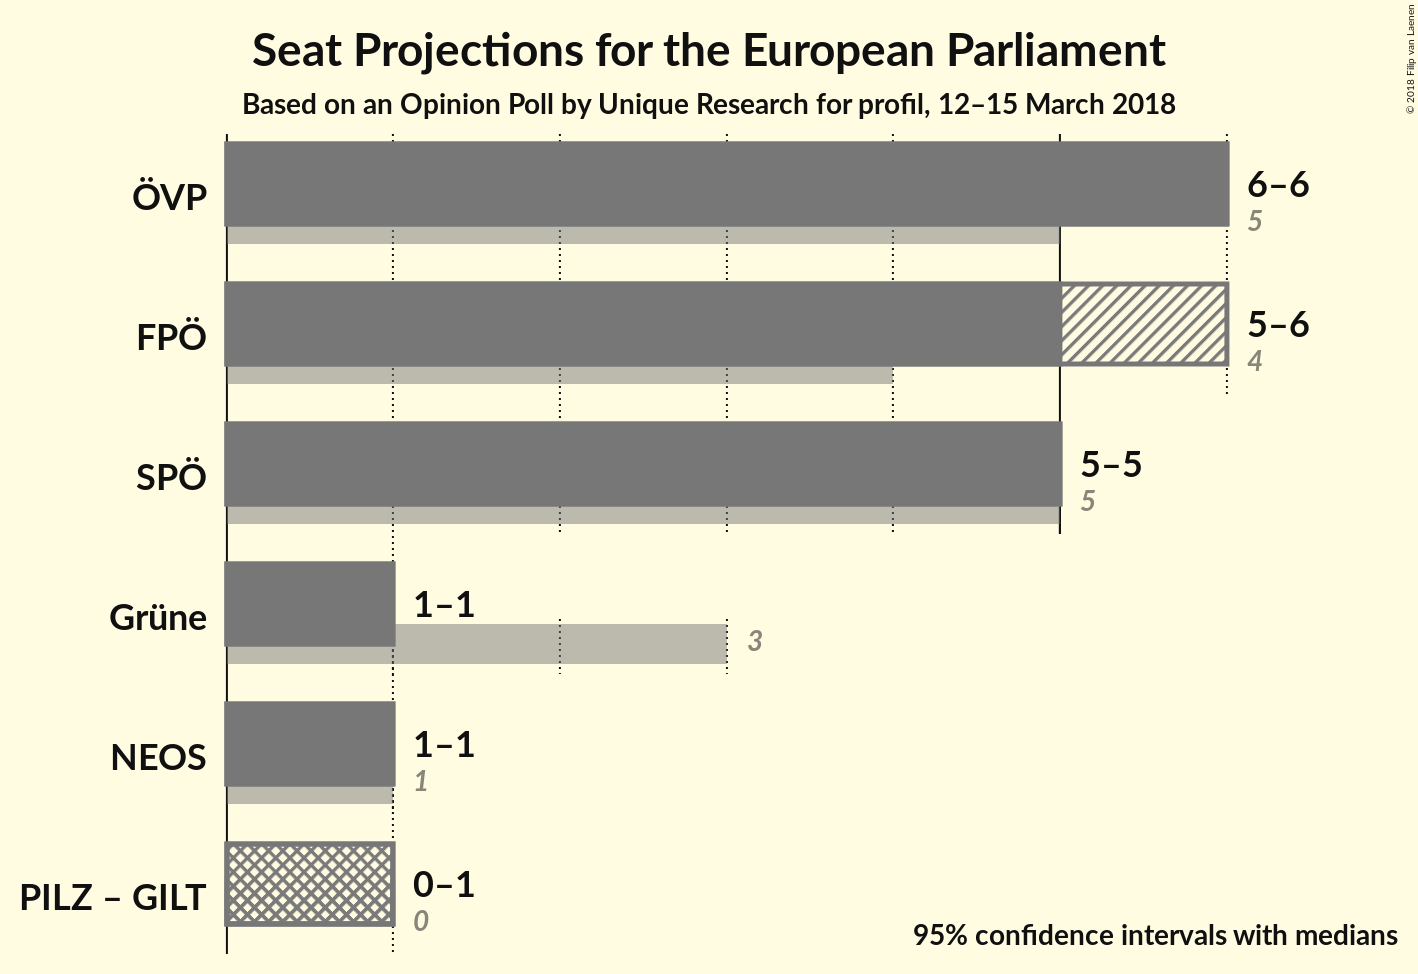 Seat Projections for the European Parliament
Based on an Opinion Poll by Unique Research for profil, 12–15 March 2018
© 2018 Filip van Laenen
ÖVP
6–6
5
FPÖ
5–6
4
SPÖ
5–5
5
Grüne
1–1
3
NEOS
1–1
1
PILZ – GILT
0–1
0
95% confidence intervals with medians